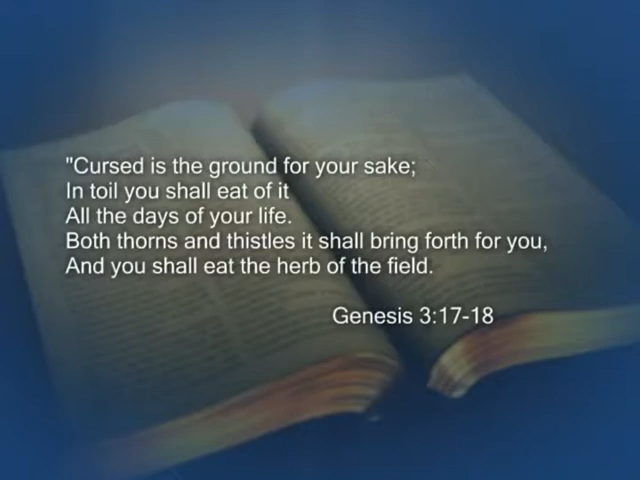 "Cursed is the ground for your sake;
In toil you shall eat of it
All the days of your life.
Both thorns and thistles it shall bring forth for you,
And you shall eat the herb of the field.
Genesis 3:17-18